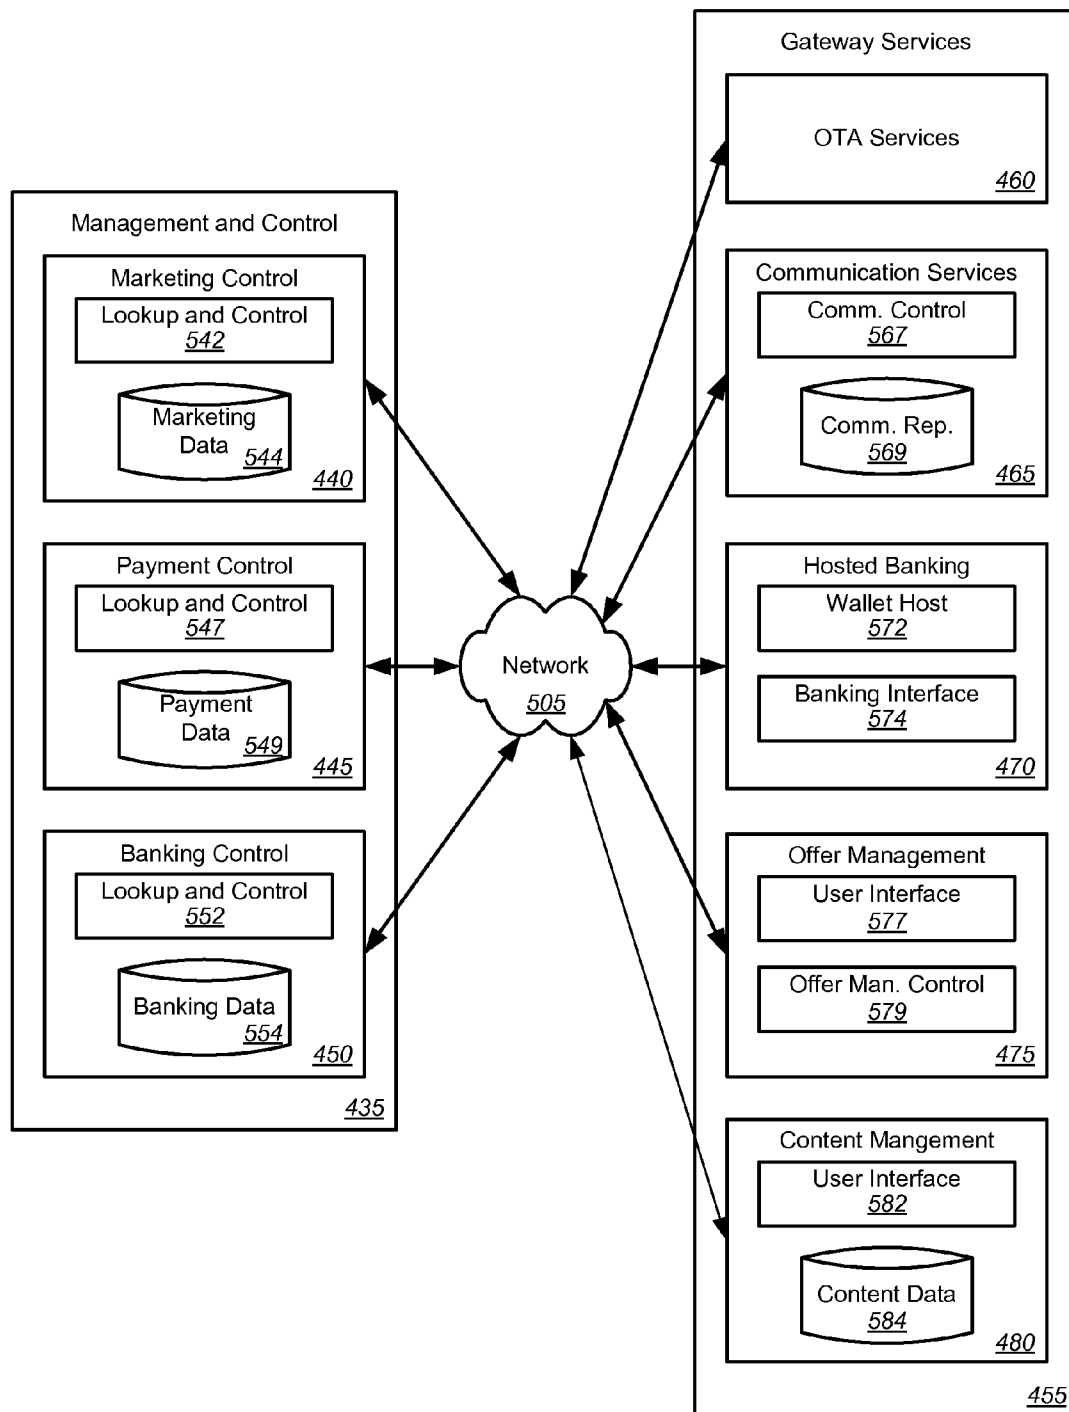 Gateway Services
OTA Services
460
Management and Control
Marketing Control
Lookup and Control
542
Marketing
Data
544
440
Communication Services
Comm. Control
567
Comm. Rep.
569
465
Payment Control
Lookup and Control
547
Payment
Data
549
445
Network
505
Hosted Banking
Wallet Host
572
Banking Interface
574
470
Banking Control
Lookup and Control
552
Banking Data
554
450
435
Offer Management
User Interface
577
Offer Man. Control
579
475
Content Mangement
User Interface
582
Content Data
584
480
455